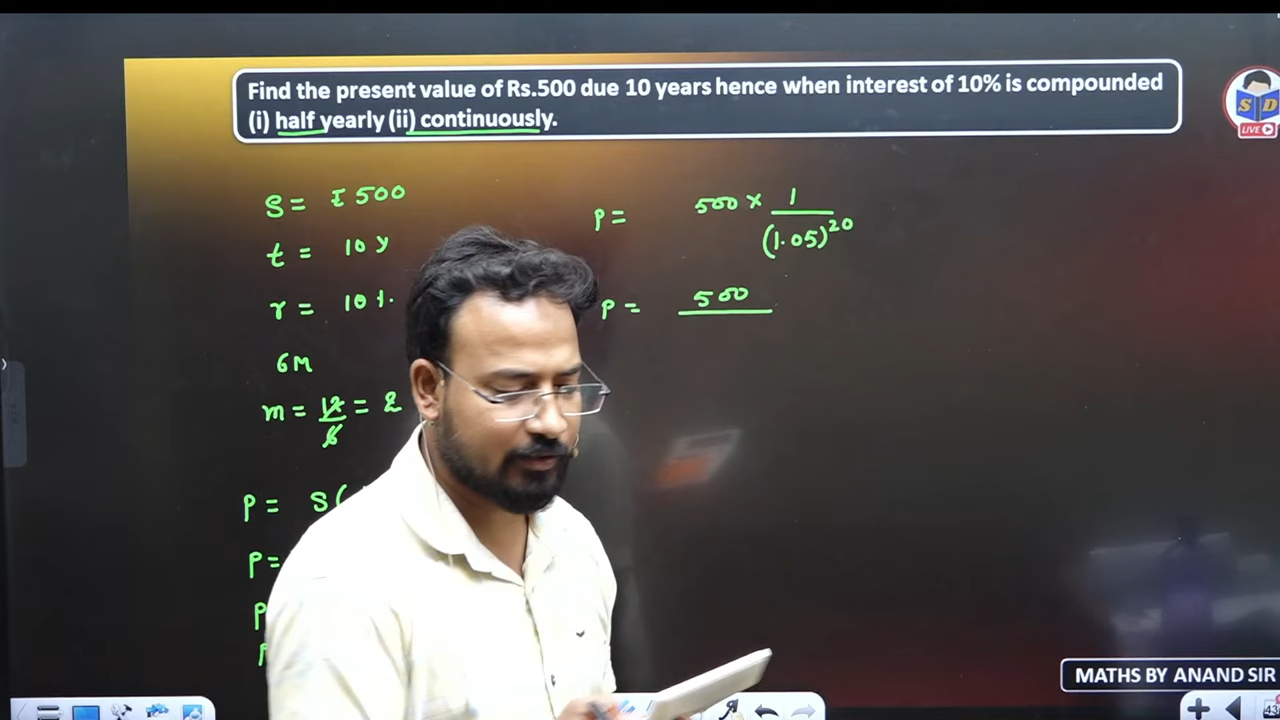 Find the present value of Rs.500 due 10 years hence when interest of 10% is compounded
(i) half yearly (ii) continuously.
S D
LIVE
S = ₹ 500
t = 10 y
r = 10 %
6M
m = 12/6 = 2
P = S(
P =
P
P = 500 × 1/(1.05)^20
P = 500
MATHS BY ANAND SIR
43